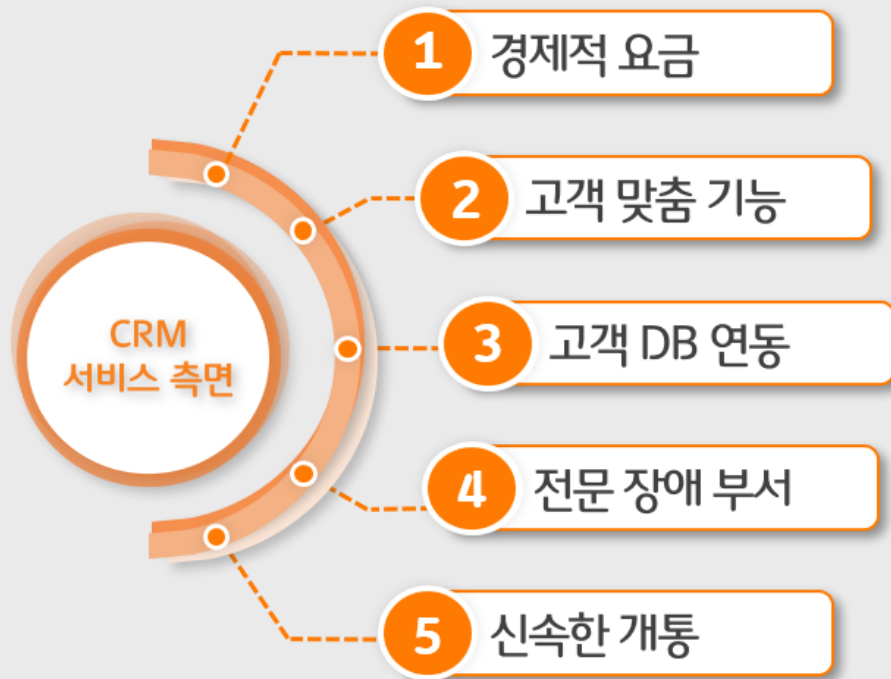 1 경제적 요금
2 고객 맞춤 기능
CRM
서비스 측면
3 고객 DB 연동
4 전문 장애 부서
5 신속한 개통